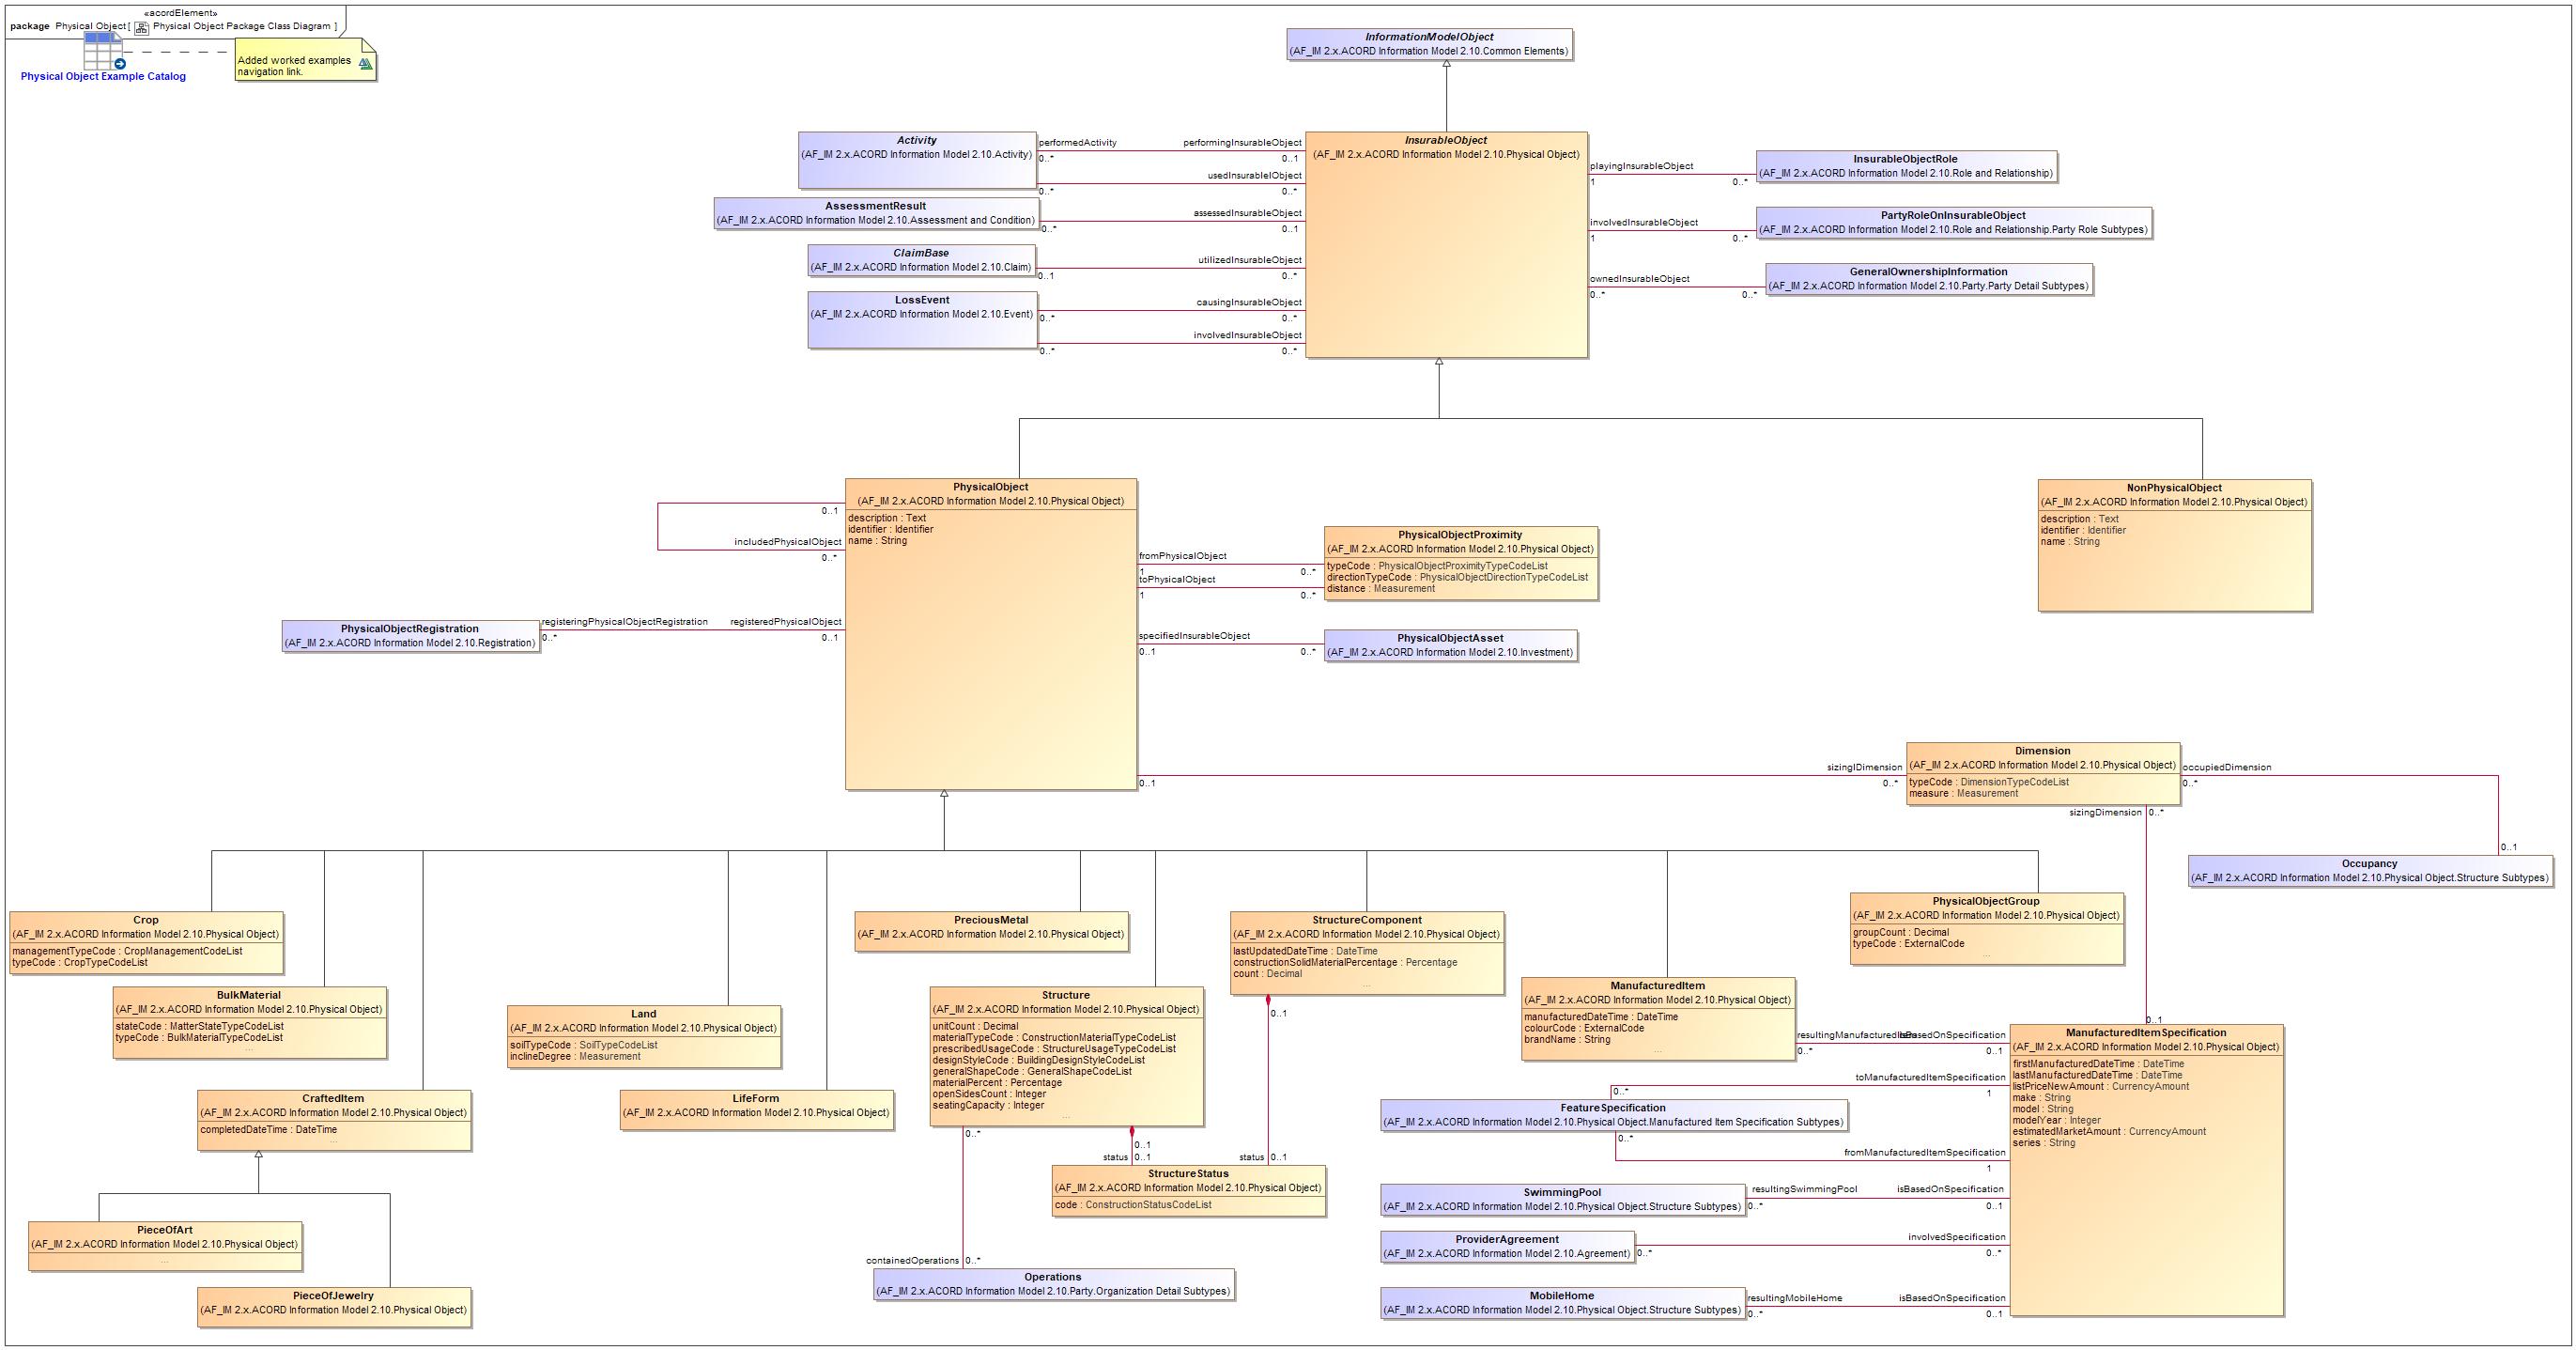 «acordElement»
package Physical Object [ Physical Object Package Class Diagram ]
Physical Object Example Catalog
Added worked examples
navigation link.
InformationModelObject
(AF_IM 2.x.ACORD Information Model 2.10.Common Elements)
Activity
(AF_IM 2.x.ACORD Information Model 2.10.Activity)
performedActivity
0..*
performingInsurableObject
0..1
0..*
usedInsurablelObject
0..*
AssessmentResult
(AF_IM 2.x.ACORD Information Model 2.10.Assessment and Condition)
0..*
assessedInsurableObject
0..1
ClaimBase
(AF_IM 2.x.ACORD Information Model 2.10.Claim)
0..1
utilizedInsurableObject
0..*
LossEvent
(AF_IM 2.x.ACORD Information Model 2.10.Event)
0..*
causingInsurableObject
0..*
0..*
involvedInsurableObject
0..*
InsurableObject
(AF_IM 2.x.ACORD Information Model 2.10.Physical Object)
playingInsurableObject
1
0..*
InsurableObjectRole
(AF_IM 2.x.ACORD Information Model 2.10.Role and Relationship)
involvedInsurableObject
1
0..*
PartyRoleOnInsurableObject
(AF_IM 2.x.ACORD Information Model 2.10.Role and Relationship.Party Role Subtypes)
ownedInsurableObject
0..*
0..*
GeneralOwnershipInformation
(AF_IM 2.x.ACORD Information Model 2.10.Party.Party Detail Subtypes)
PhysicalObject
(AF_IM 2.x.ACORD Information Model 2.10.Physical Object)
description : Text
identifier : Identifier
name : String
0..1
includedPhysicalObject
0..*
PhysicalObjectRegistration
(AF_IM 2.x.ACORD Information Model 2.10.Registration)
registeringPhysicalObjectRegistration
0..*
registeredPhysicalObject
0..1
fromPhysicalObject
1
0..*
toPhysicalObject
1
0..*
PhysicalObjectProximity
(AF_IM 2.x.ACORD Information Model 2.10.Physical Object)
typeCode : PhysicalObjectProximityTypeCodeList
directionTypeCode : PhysicalObjectDirectionTypeCodeList
distance : Measurement
specifiedInsurableObject
0..1
0..*
PhysicalObjectAsset
(AF_IM 2.x.ACORD Information Model 2.10.Investment)
NonPhysicalObject
(AF_IM 2.x.ACORD Information Model 2.10.Physical Object)
description : Text
identifier : Identifier
name : String
0..1
sizinglDimension
0..*
Dimension
(AF_IM 2.x.ACORD Information Model 2.10.Physical Object)
typeCode : DimensionTypeCodeList
measure : Measurement
occupiedDimension
0..*
0..1
sizingDimension
0..*
0..1
Occupancy
(AF_IM 2.x.ACORD Information Model 2.10.Physical Object.Structure Subtypes)
Crop
(AF_IM 2.x.ACORD Information Model 2.10.Physical Object)
managementTypeCode : CropManagementCodeList
typeCode : CropTypeCodeList
BulkMaterial
(AF_IM 2.x.ACORD Information Model 2.10.Physical Object)
stateCode : MatterStateTypeCodeList
typeCode : BulkMaterialTypeCodeList
...
CraftedItem
(AF_IM 2.x.ACORD Information Model 2.10.Physical Object)
completedDateTime : DateTime
...
PieceOfArt
(AF_IM 2.x.ACORD Information Model 2.10.Physical Object)
...
PieceOfJewelry
(AF_IM 2.x.ACORD Information Model 2.10.Physical Object)
Land
(AF_IM 2.x.ACORD Information Model 2.10.Physical Object)
soilTypeCode : SoilTypeCodeList
inclineDegree : Measurement
LifeForm
(AF_IM 2.x.ACORD Information Model 2.10.Physical Object)
PreciousMetal
(AF_IM 2.x.ACORD Information Model 2.10.Physical Object)
Structure
(AF_IM 2.x.ACORD Information Model 2.10.Physical Object)
unitCount : Decimal
materialTypeCode : ConstructionMaterialTypeCodeList
prescribedUsageCode : StructureUsageTypeCodeList
designStyleCode : BuildingDesignStyleCodeList
generalShapeCode : GeneralShapeCodeList
materialPercent : Percentage
openSidesCount : Integer
seatingCapacity : Integer
...
0..*
containedOperations
0..*
Operations
(AF_IM 2.x.ACORD Information Model 2.10.Party.Organization Detail Subtypes)
0..1
status
0..1
StructureComponent
(AF_IM 2.x.ACORD Information Model 2.10.Physical Object)
lastUpdatedDateTime : DateTime
constructionSolidMaterialPercentage : Percentage
count : Decimal
...
0..1
status
0..1
StructureStatus
(AF_IM 2.x.ACORD Information Model 2.10.Physical Object)
code : ConstructionStatusCodeList
ManufacturedItem
(AF_IM 2.x.ACORD Information Model 2.10.Physical Object)
manufacturedDateTime : DateTime
colourCode : ExternalCode
brandName : String
...
PhysicalObjectGroup
(AF_IM 2.x.ACORD Information Model 2.10.Physical Object)
groupCount : Decimal
typeCode : ExternalCode
...
0..*
isBasedOnSpecification
0..1
ManufacturedItemSpecification
(AF_IM 2.x.ACORD Information Model 2.10.Physical Object)
firstManufacturedDateTime : DateTime
lastManufacturedDateTime : DateTime
listPriceNewAmount : CurrencyAmount
make : String
model : String
modelYear : Integer
estimatedMarketAmount : CurrencyAmount
series : String
toManufacturedItemSpecification
0..*
1
FeatureSpecification
(AF_IM 2.x.ACORD Information Model 2.10.Physical Object.Manufactured Item Specification Subtypes)
0..*
fromManufacturedItemSpecification
1
SwimmingPool
(AF_IM 2.x.ACORD Information Model 2.10.Physical Object.Structure Subtypes)
resultingSwimmingPool
0..*
isBasedOnSpecification
0..1
ProviderAgreement
(AF_IM 2.x.ACORD Information Model 2.10.Agreement)
0..*
involvedSpecification
0..*
MobileHome
(AF_IM 2.x.ACORD Information Model 2.10.Physical Object.Structure Subtypes)
resultingMobileHome
0..*
isBasedOnSpecification
0..1